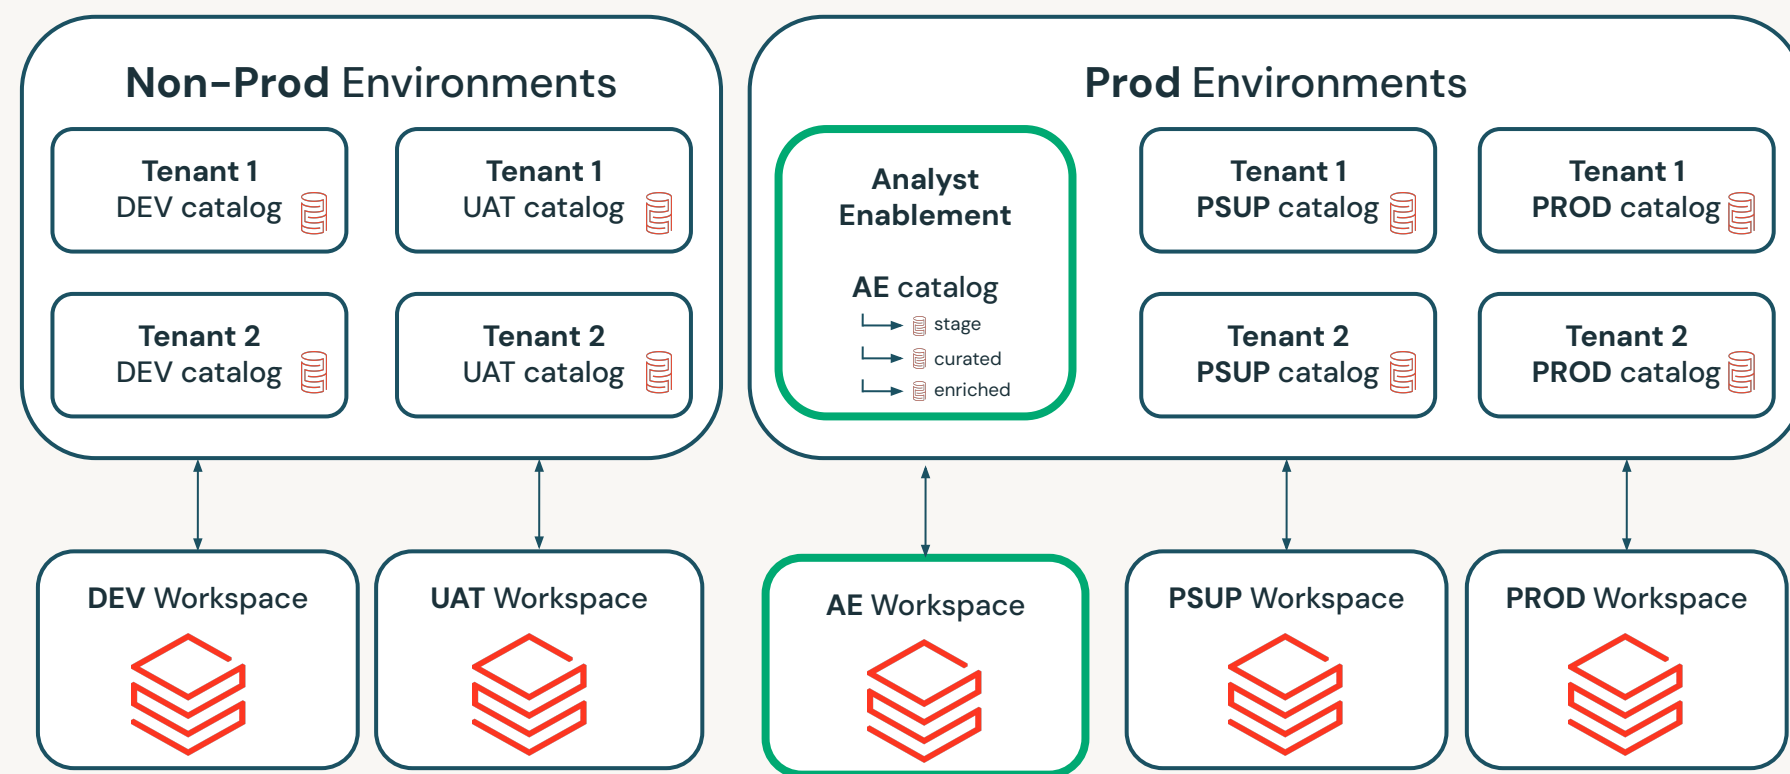 Non-Prod Environments
Tenant 1
DEV catalog
Tenant 1
UAT catalog
Tenant 2
DEV catalog
Tenant 2
UAT catalog
Prod Environments
Analyst
Enablement
AE catalog
stage
curated
enriched
Tenant 1
PSUP catalog
Tenant 1
PROD catalog
Tenant 2
PSUP catalog
Tenant 2
PROD catalog
DEV Workspace
UAT Workspace
AE Workspace
PSUP Workspace
PROD Workspace